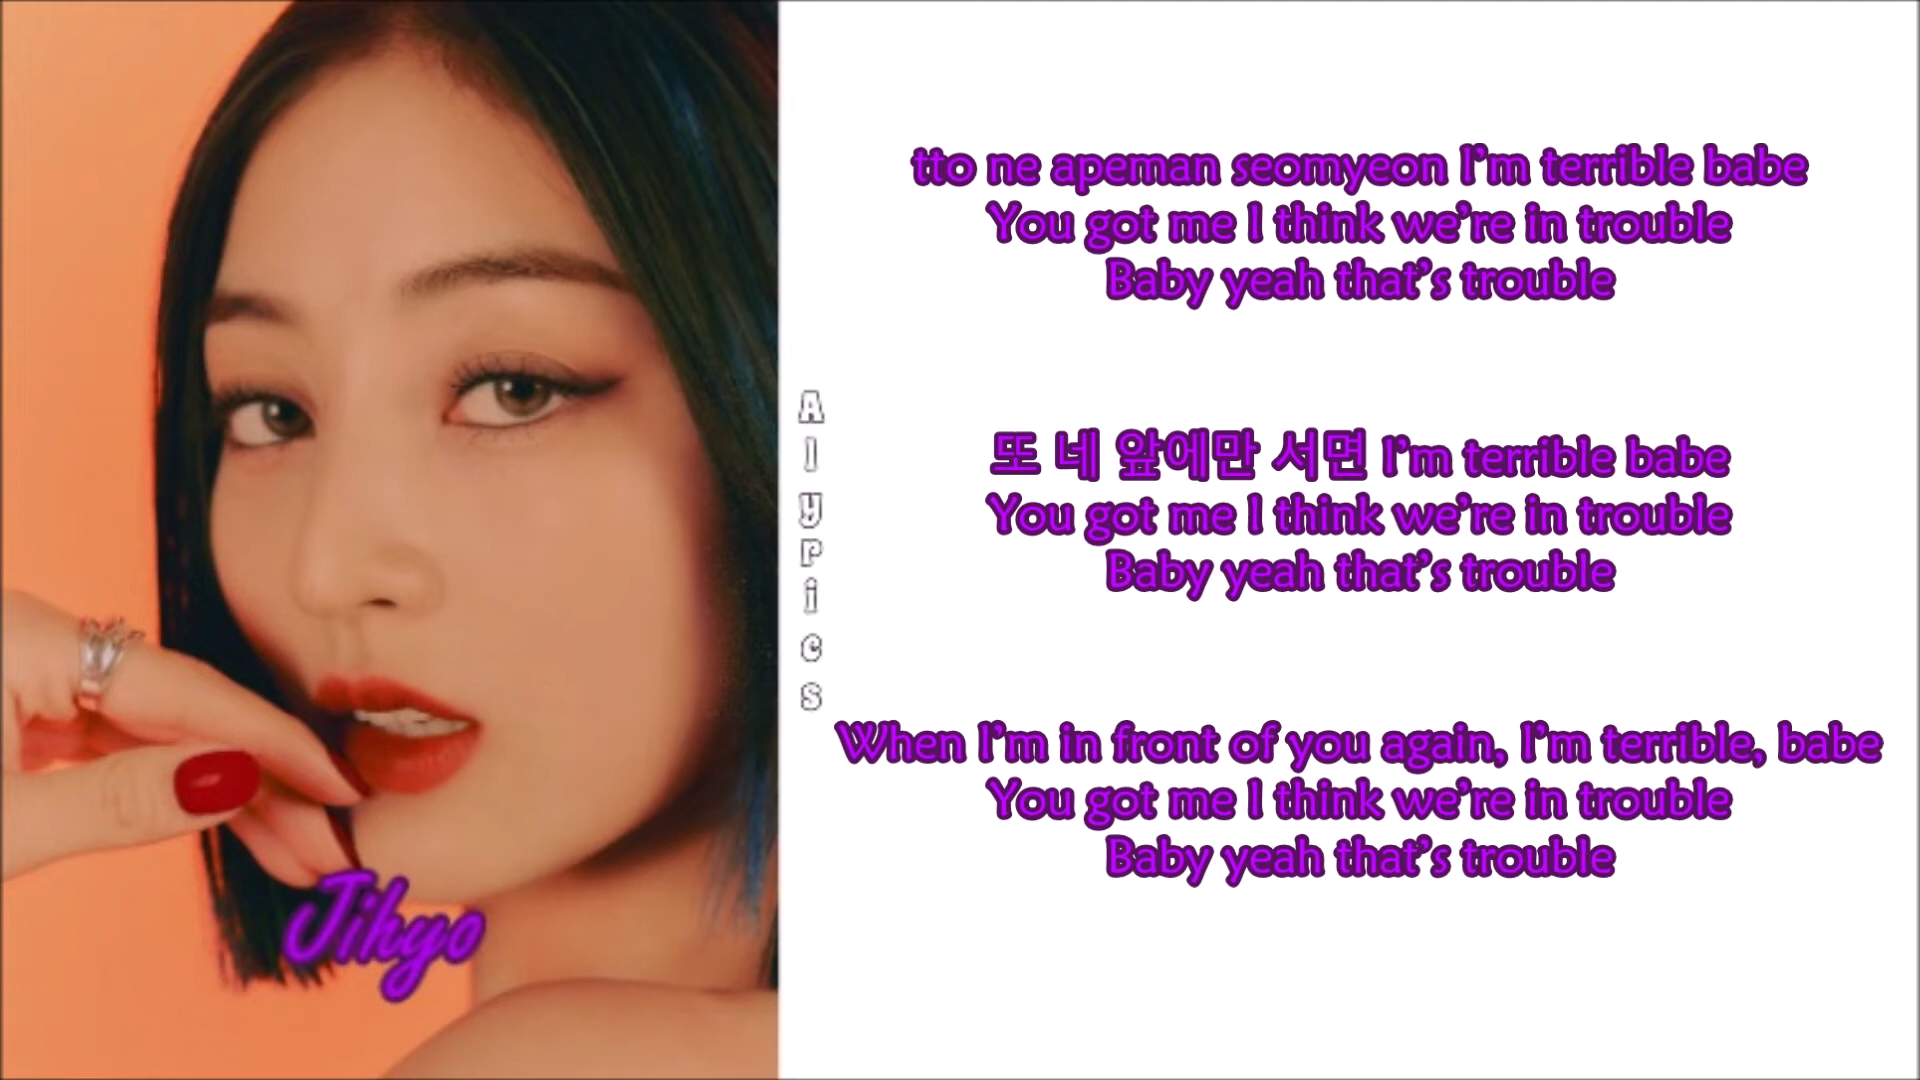 Jihyo
Alypics
tto ne apeman seomyeon I'm terrible babe
You got me I think we're in trouble
Baby yeah that's trouble
또 네 앞에만 서면 I'm terrible babe
You got me I think we're in trouble
Baby yeah that's trouble
When I'm in front of you again, I'm terrible, babe
You got me I think we're in trouble
Baby yeah that's trouble